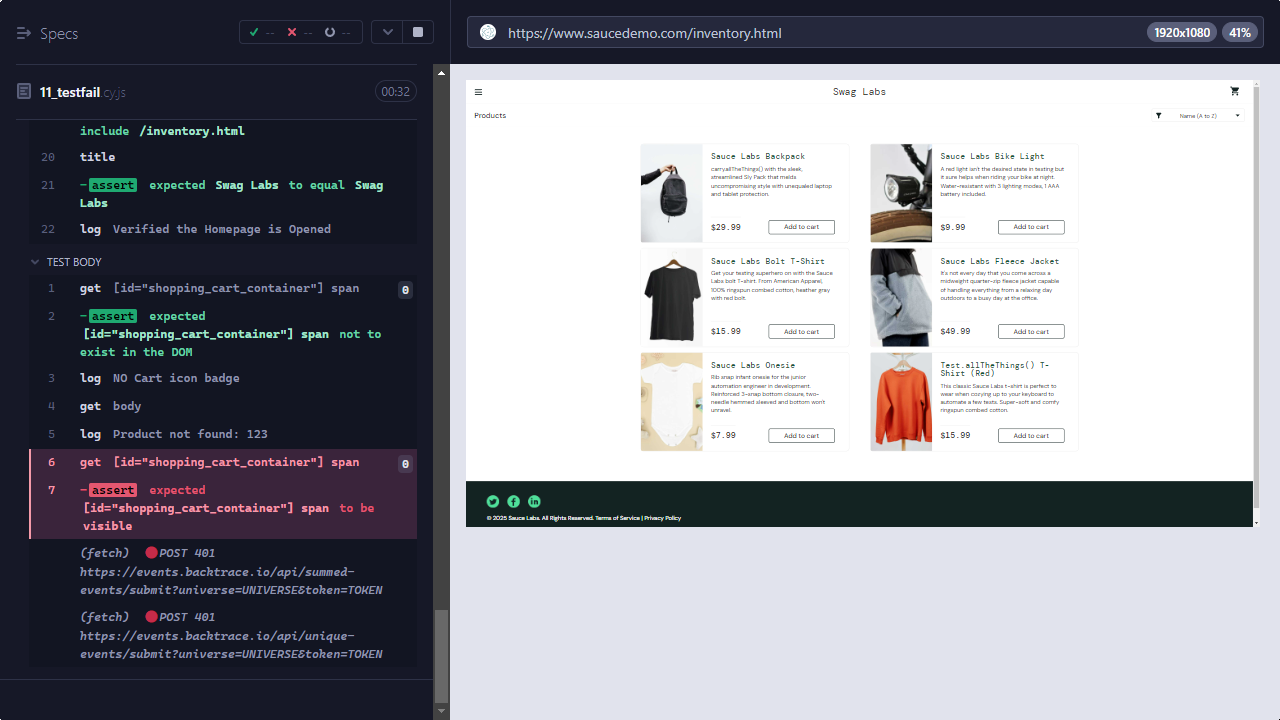 Specs
-- -- --
11_testfail.cy.js 00:32
include /inventory.html
20 title
21 -assert expected Swag Labs to equal Swag
Labs
22 log Verified the Homepage is Opened
TEST BODY
1 get [id="shopping_cart_container"] span 0
2 -assert expected
[id="shopping_cart_container"] span not to
exist in the DOM
3 log NO Cart icon badge
4 get body
5 log Product not found: 123
6 get [id="shopping_cart_container"] span 0
7 -assert expected
[id="shopping_cart_container"] span to be
visible
(fetch) POST 401
https://events.backtrace.io/api/summed-
events/submit?universe=UNIVERSE&token=TOKEN
(fetch) POST 401
https://events.backtrace.io/api/unique-
events/submit?universe=UNIVERSE&token=TOKEN
https://www.saucedemo.com/inventory.html 1920x1080 41%
Swag Labs
Products Name (A to Z)
Sauce Labs Backpack
carry.allTheThings() with the sleek,
streamlined Sly Pack that melds
uncompromising style with unequaled laptop
and tablet protection.
$29.99 Add to cart
Sauce Labs Bike Light
A red light isn't the desired state in testing but
it sure helps when riding your bike at night.
Water-resistant with 3 lighting modes, 1 AAA
battery included.
$9.99 Add to cart
Sauce Labs Bolt T-Shirt
Get your testing superhero on with the Sauce
Labs bolt T-shirt. From American Apparel,
100% ringspun combed cotton, heather gray
with red bolt.
$15.99 Add to cart
Sauce Labs Fleece Jacket
It's not every day that you come across a
midweight quarter-zip fleece jacket capable
of handling everything from a relaxing day
outdoors to a busy day at the office.
$49.99 Add to cart
Sauce Labs Onesie
Rib snap infant onesie for the junior
automation engineer in development.
Reinforced 3-snap bottom closure, two-
needle hemmed sleeved and bottom won't
unravel.
$7.99 Add to cart
Test.allTheThings() T-
Shirt (Red)
This classic Sauce Labs t-shirt is perfect to
wear when cozying up to your keyboard to
automate a few tests. Super-soft and comfy
ringspun combed cotton.
$15.99 Add to cart
© 2025 Sauce Labs. All Rights Reserved. Terms of Service | Privacy Policy